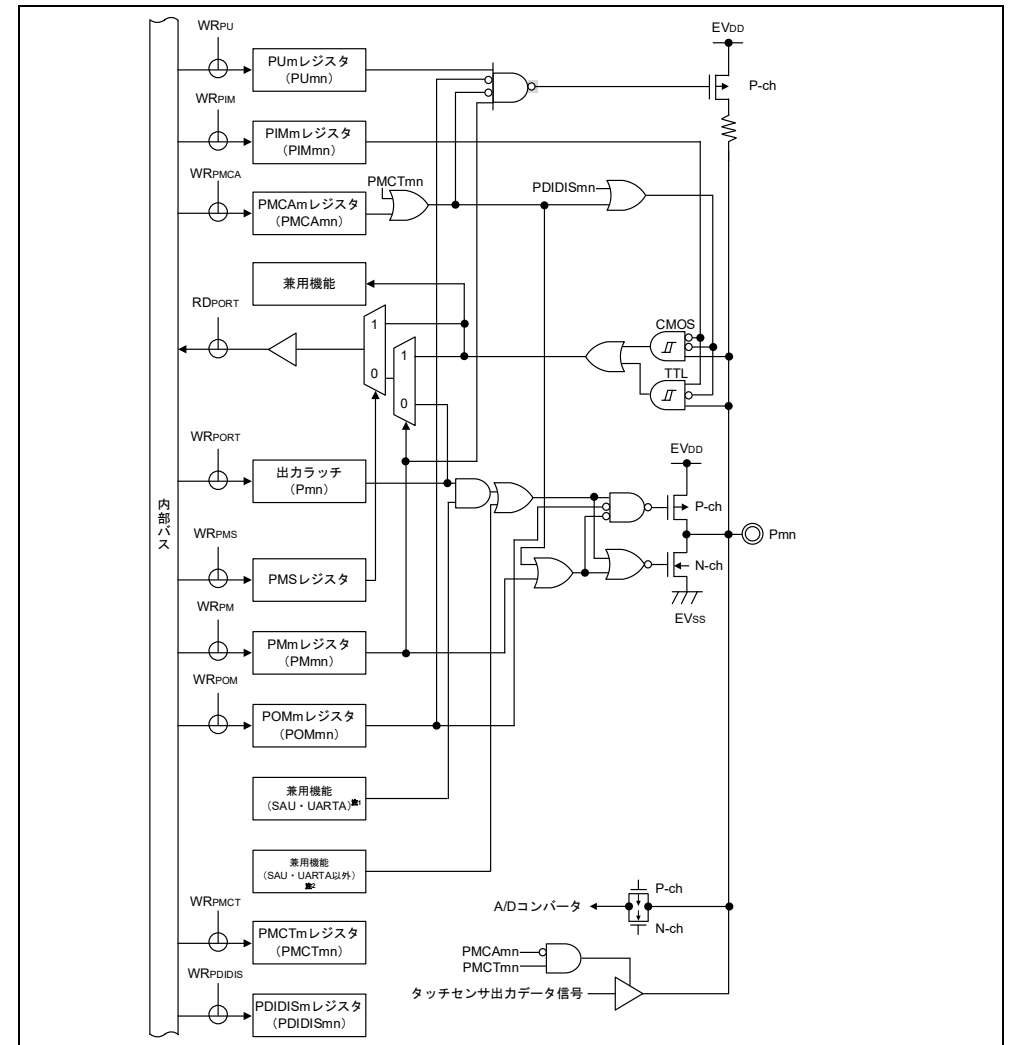 WRPU
PUmレジスタ
(PUmn)
EVDD
P-ch
WRPIM
PIMmレジスタ
(PIMmn)
WRPMCA
PMCAmレジスタ
(PMCAmn)
PMCTmn
PDIDISmn
兼用機能
RDPORT
1
0
1
0
CMOS
TTL
WRPORT
出力ラッチ
(Pmn)
EVDD
P-ch
Pmn
N-ch
EVSS
内部バス
WRPMS
PMSレジスタ
WRPM
PMmレジスタ
(PMmn)
WRPOM
POMmレジスタ
(POMmn)
兼用機能
(SAU・UARTA)注1
兼用機能
(SAU・UARTA以外)
注2
P-ch
A/Dコンバータ
N-ch
WRPMCT
PMCTmレジスタ
(PMCTmn)
PMCAmn
PMCTmn
タッチセンサ出力データ信号
WRPDIDIS
PDIDISmレジスタ
(PDIDISmn)